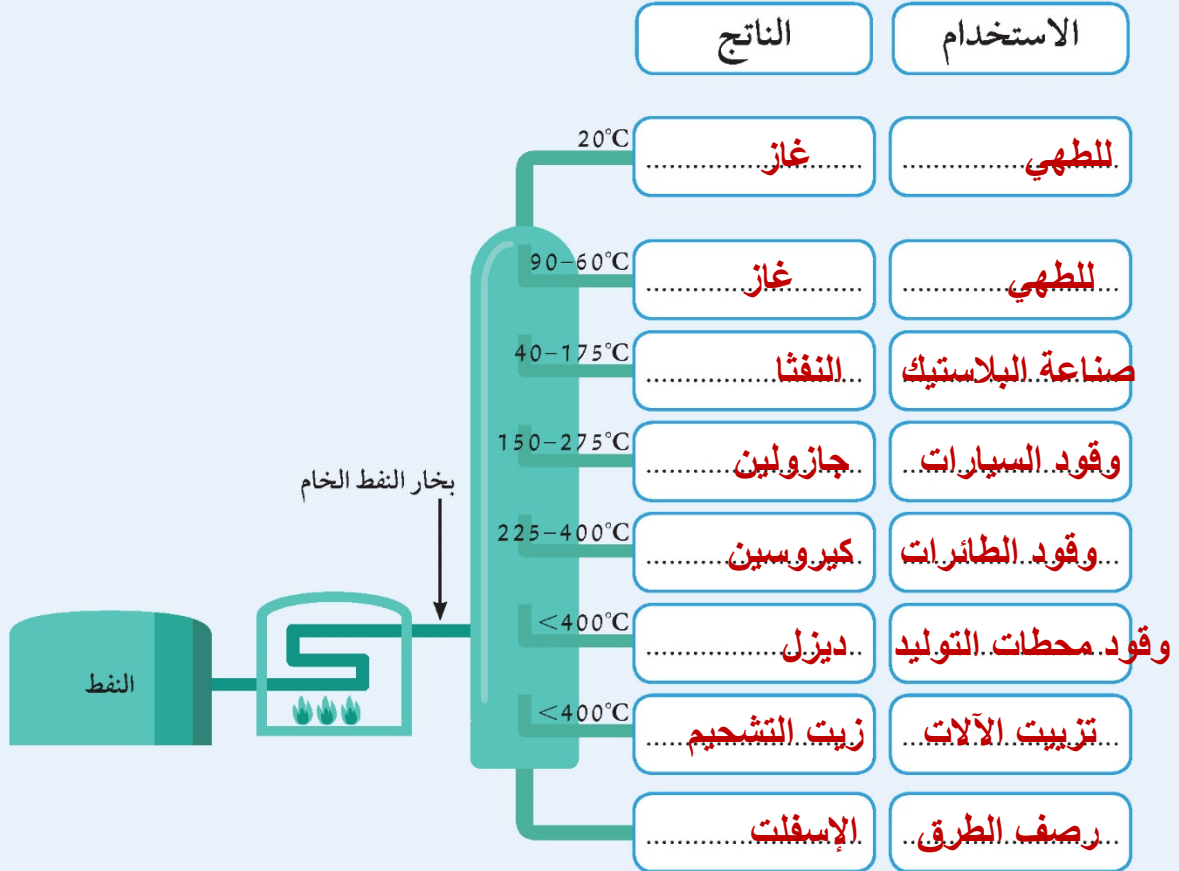 الاستخدام الناتج
للطهي غاز 20℃
للطهي غاز 90–60℃
صناعة البلاستيك النفثا 40–175℃
وقود السيارات جازولين 150–275℃
بخار النفط الخام
وقود الطائرات كيروسين 225–400℃
وقود محطات التوليد ديزل <400℃
النفط
تزييت الآلات زيت التشحيم <400℃
رصف الطرق الإسفلت